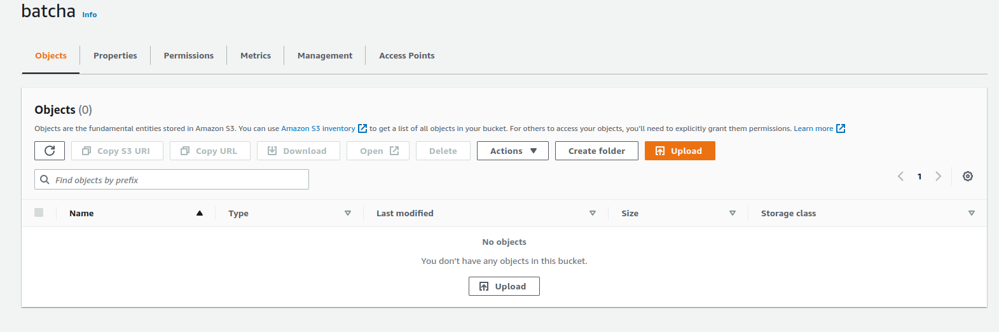 batcha Info
Objects Properties Permissions Metrics Management Access Points
Objects (0)
Objects are the fundamental entities stored in Amazon S3. You can use Amazon S3 inventory to get a list of all objects in your bucket. For others to access your objects, you'll need to explicitly grant them permissions. Learn more
Copy S3 URI Copy URL Download Open Delete Actions Create folder Upload
Find objects by prefix 1
Name Type Last modified Size Storage class
No objects
You don't have any objects in this bucket.
Upload